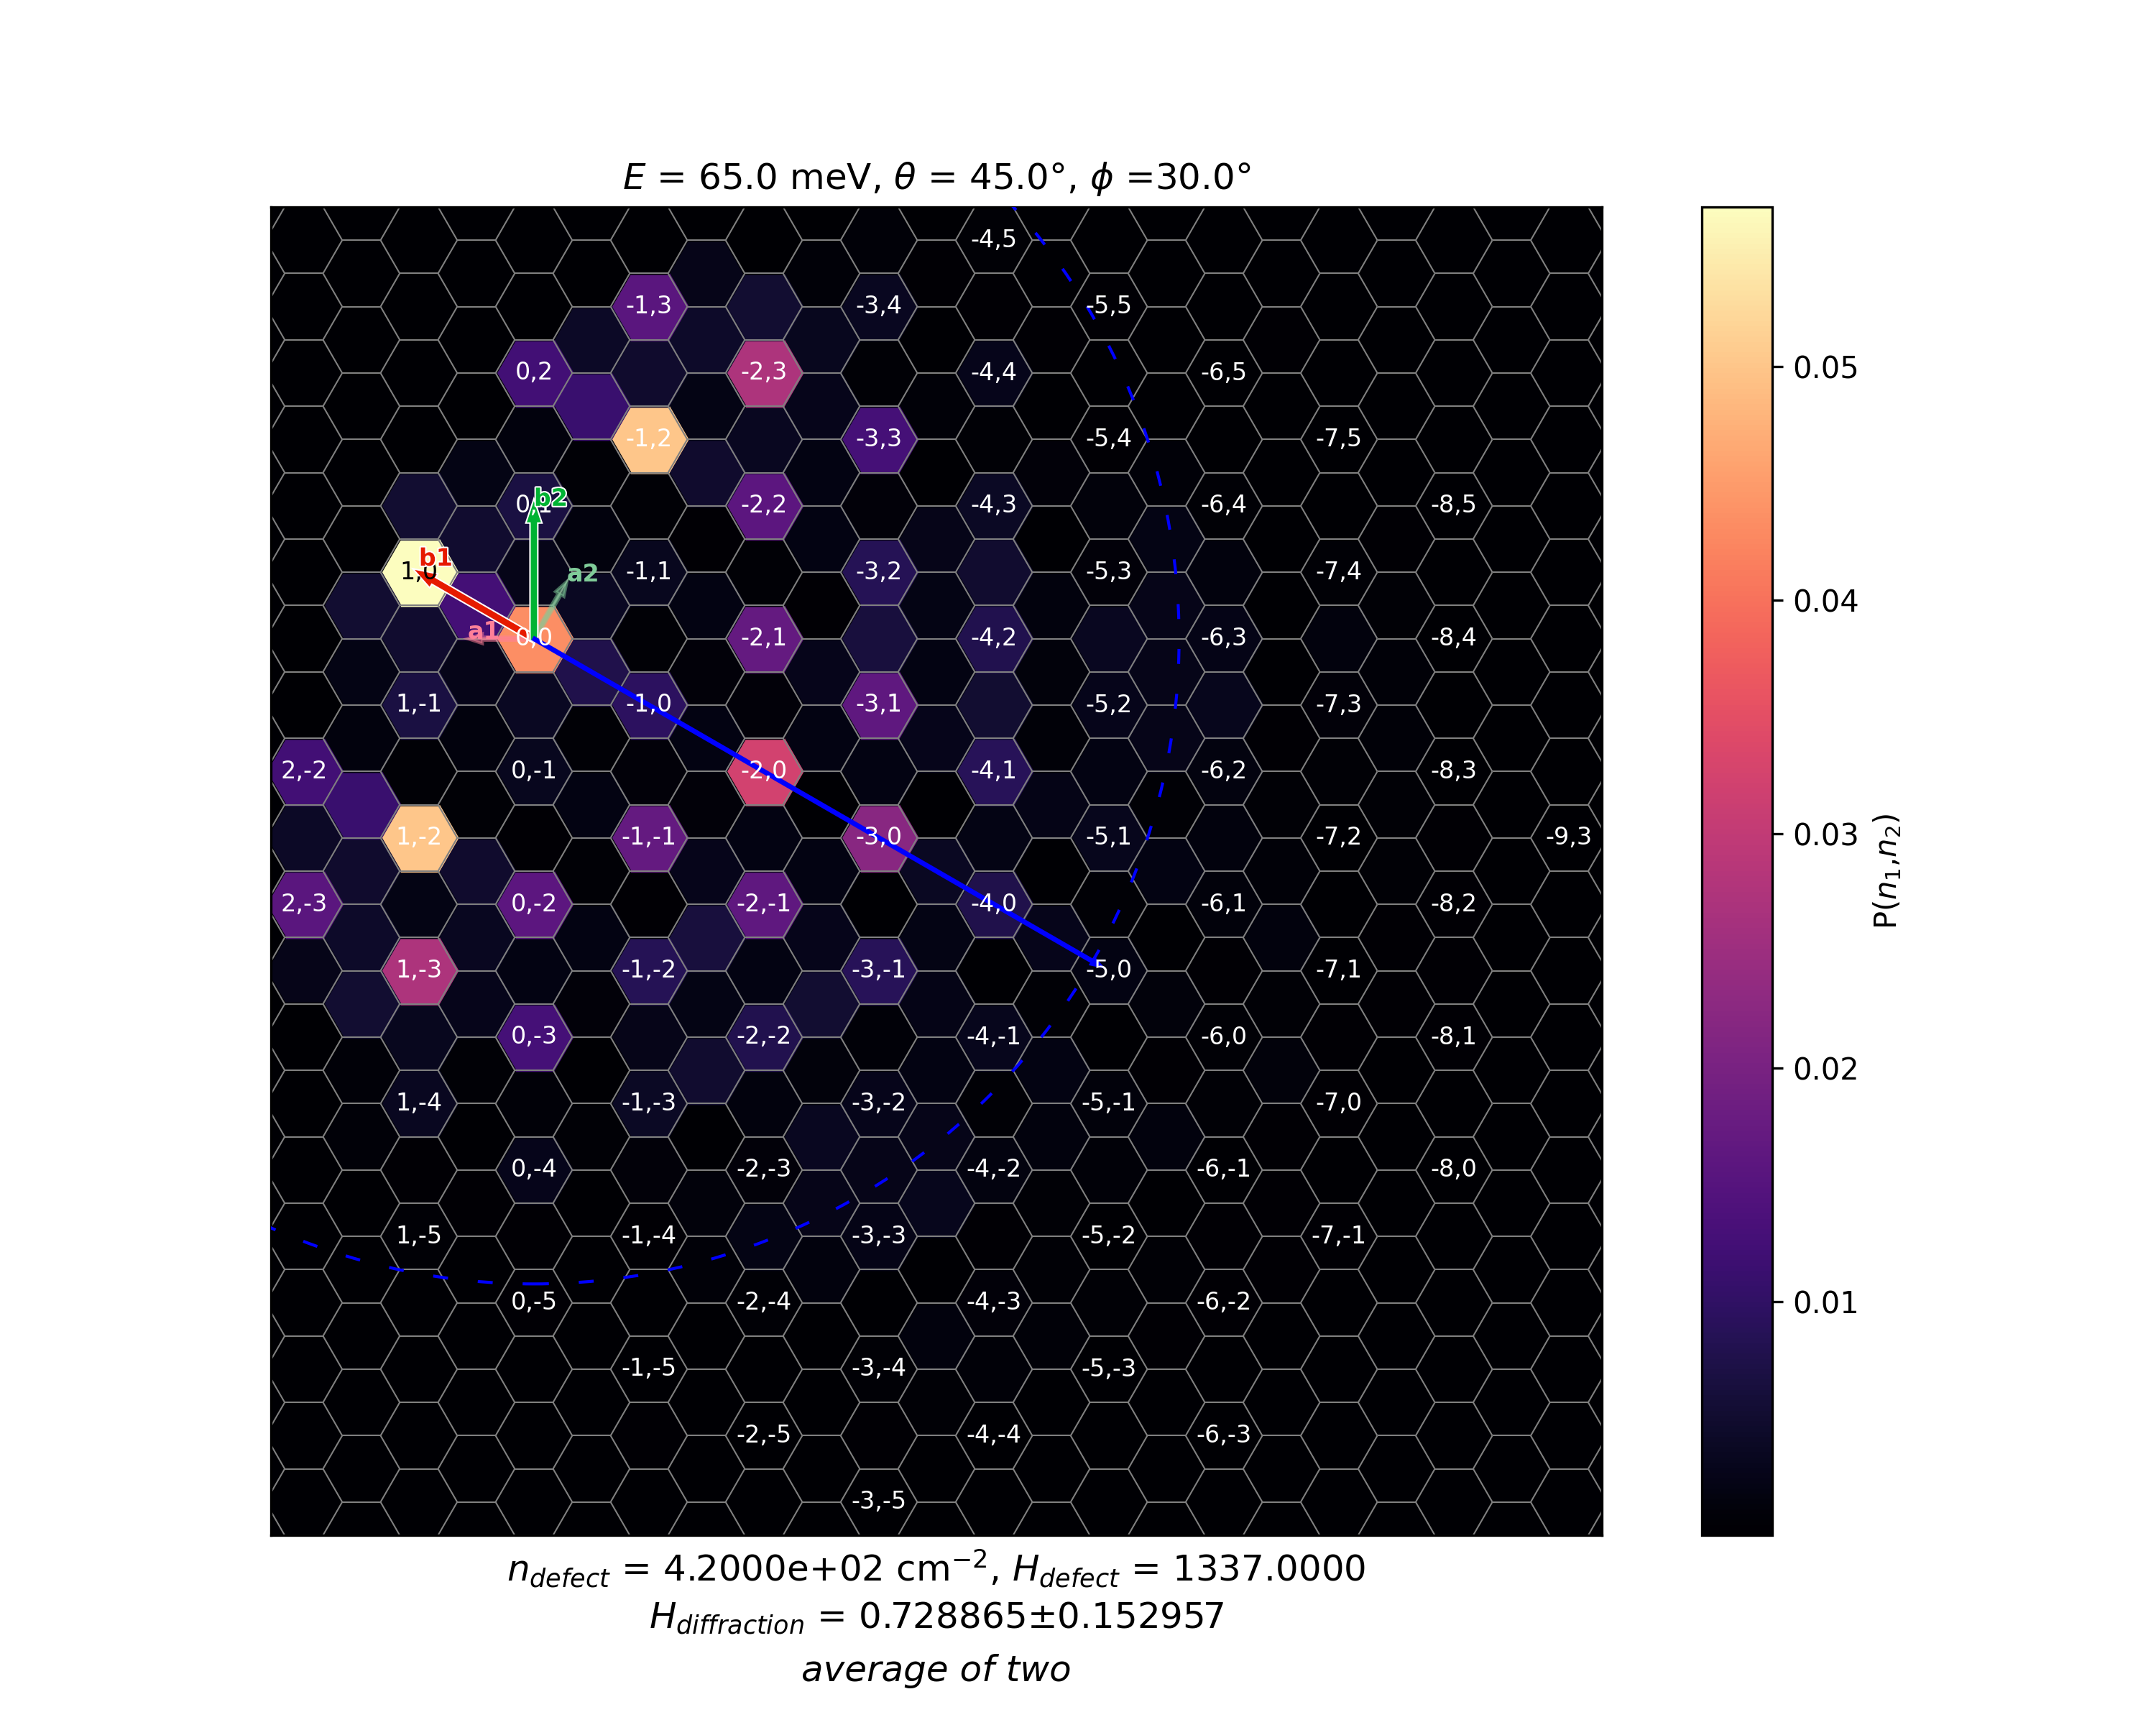 E = 65.0 meV, θ = 45.0°, ϕ =30.0°
-4,5
-1,3 -3,4 -5,5
0,2 -2,3 -4,4 -6,5
-1,2 -3,3 -5,4 -7,5
0,1 b2 -2,2 -4,3 -6,4 -8,5
b1
1,0 a2 -1,1 -3,2 -5,3 -7,4
a1 0,0 -2,1 -4,2 -6,3 -8,4
1,-1 -1,0 -3,1 -5,2 -7,3
2,-2 0,-1 -2,0 -4,1 -6,2 -8,3
1,-2 -1,-1 -3,0 -5,1 -7,2 -9,3
2,-3 0,-2 -2,-1 -4,0 -6,1 -8,2
1,-3 -1,-2 -3,-1 -5,0 -7,1
0,-3 -2,-2 -4,-1 -6,0 -8,1
1,-4 -1,-3 -3,-2 -5,-1 -7,0
0,-4 -2,-3 -4,-2 -6,-1 -8,0
1,-5 -1,-4 -3,-3 -5,-2 -7,-1
0,-5 -2,-4 -4,-3 -6,-2
-1,-5 -3,-4 -5,-3
-2,-5 -4,-4 -6,-3
-3,-5
0.05
0.04
0.03
0.02
0.01
P(n₁,n₂)
n_defect = 4.2000e+02 cm⁻², H_defect = 1337.0000
H_diffraction = 0.728865±0.152957
average of two